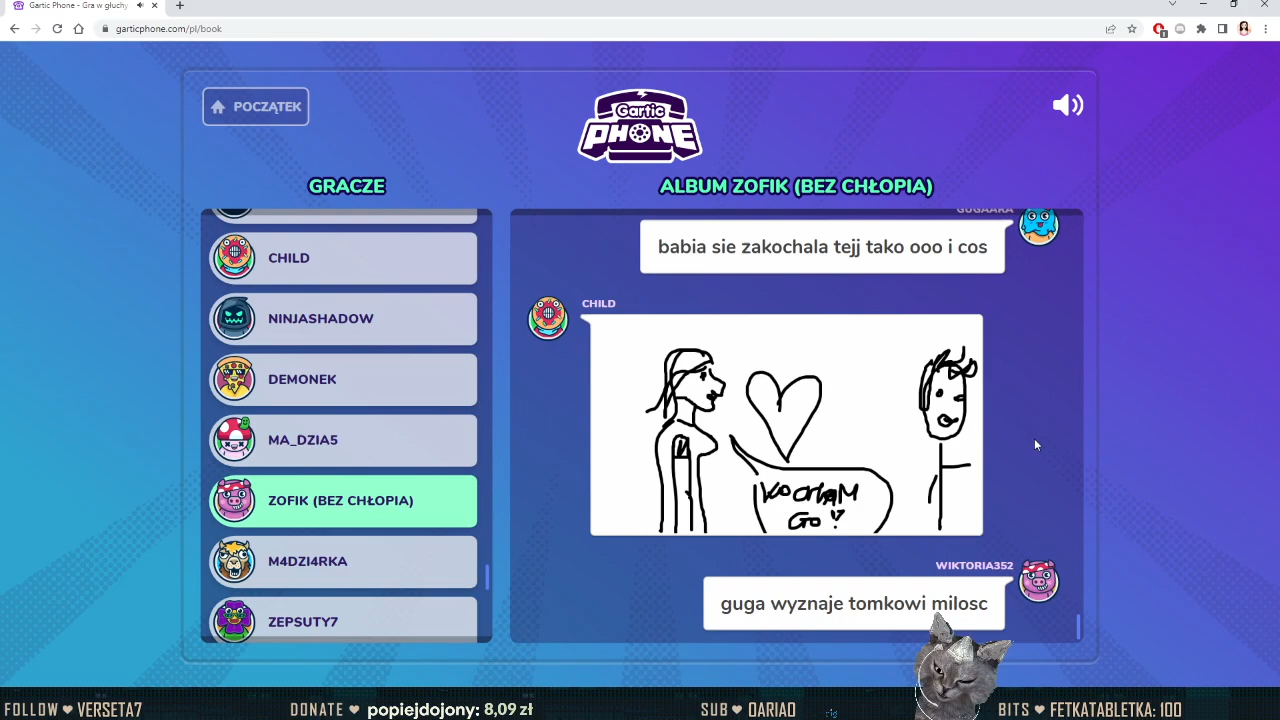 Gartic Phone - Gra w głuchy
garticphone.com/pl/book
POCZĄTEK
Gartic
PHONE
GRACZE
ALBUM ZOFIK (BEZ CHŁOPIA)
CHILD
NINJASHADOW
DEMONEK
MA_DZIA5
ZOFIK (BEZ CHŁOPIA)
M4DZI4RKA
ZEPSUTY7
GUGAARA
babia sie zakochala tejj tako ooo i cos
CHILD
KOCHAM
GO
WIKTORIA352
guga wyznaje tomkowi milosc
FOLLOW ♥ VERSETA7
DONATE ♥ popiejdojony: 8,09 zł
SUB ♥ OARIAO
BITS ♥ FETKATABLETKA: 100